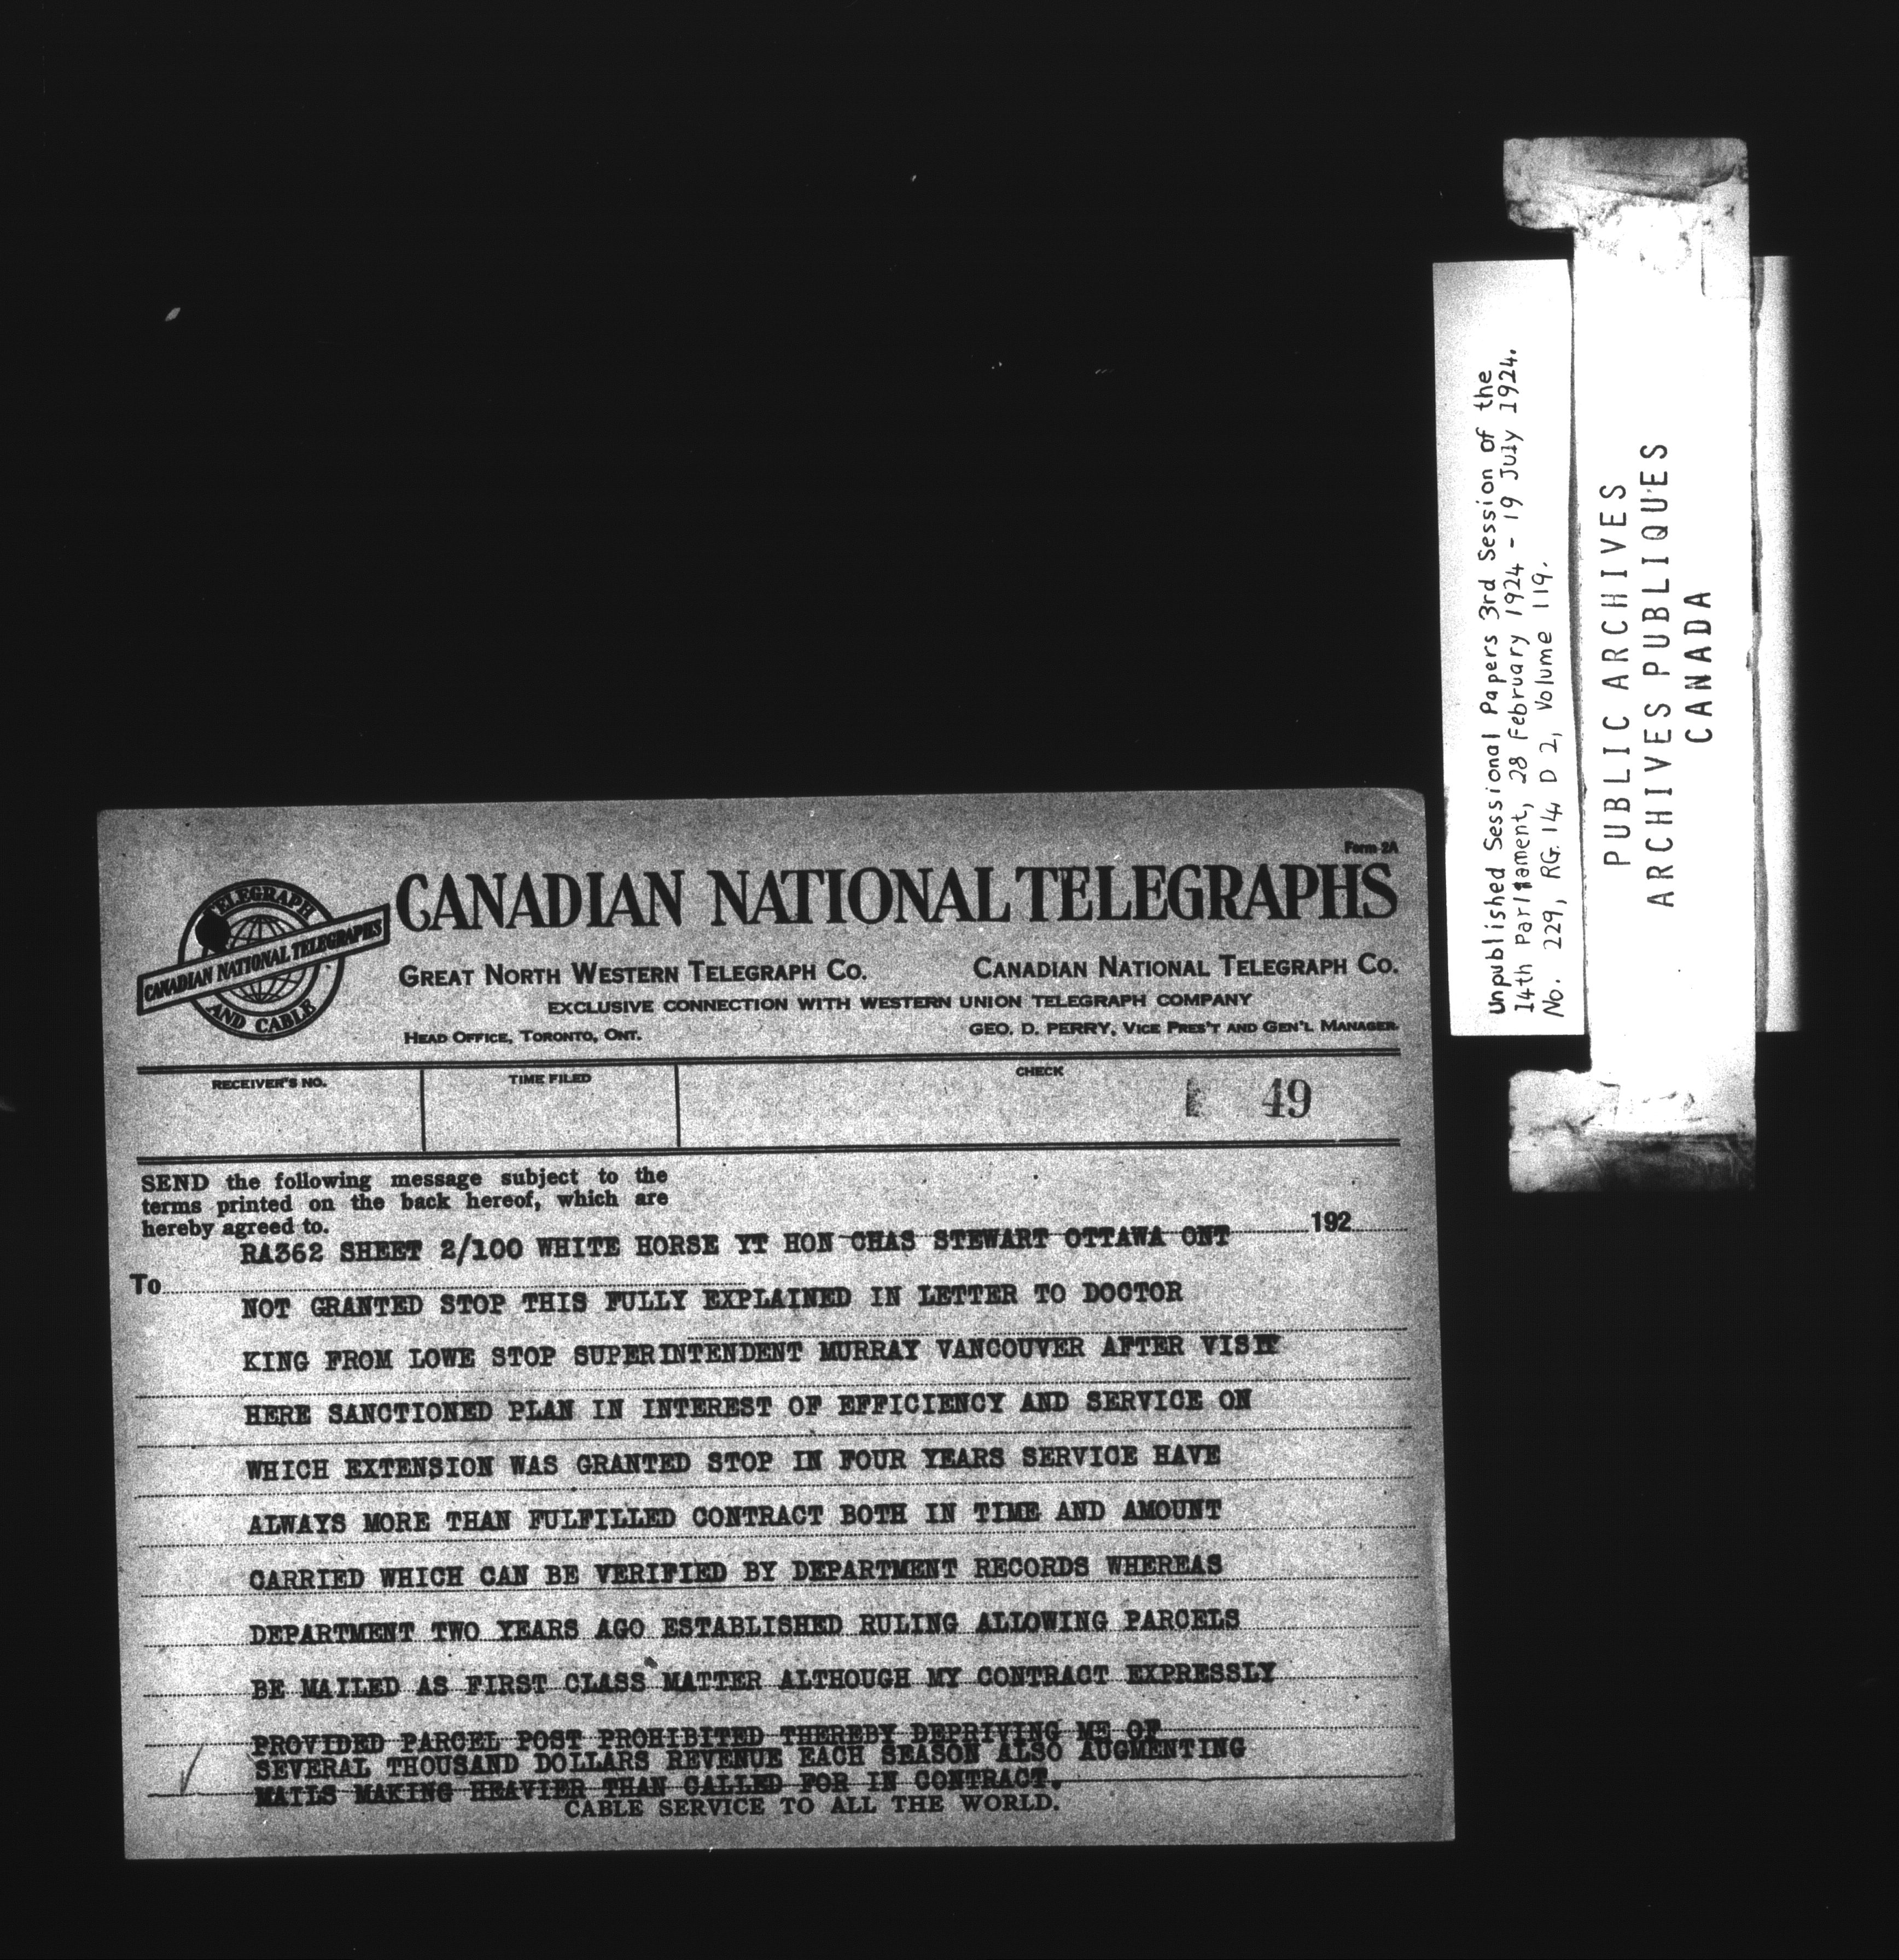 Form 2A
TELEGRAPH
CANADIAN NATIONAL TELEGRAPHS
AND CABLE
CANADIAN NATIONAL TELEGRAPHS
GREAT NORTH WESTERN TELEGRAPH CO. CANADIAN NATIONAL TELEGRAPH CO.
EXCLUSIVE CONNECTION WITH WESTERN UNION TELEGRAPH COMPANY
HEAD OFFICE, TORONTO, ONT. GEO. D. PERRY, VICE PRES'T AND GEN'L MANAGER.
RECEIVER'S NO. TIME FILED CHECK
49
SEND the following message subject to the
terms printed on the back hereof, which are
hereby agreed to.
192
RA362 SHEET 2/100 WHITE HORSE YT HON CHAS STEWART OTTAWA ONT
To
NOT GRANTED STOP THIS FULLY EXPLAINED IN LETTER TO DOCTOR
KING FROM LOWE STOP SUPERINTENDENT MURRAY VANCOUVER AFTER VISIT
HERE SANCTIONED PLAN IN INTEREST OF EFFICIENCY AND SERVICE ON
WHICH EXTENSION WAS GRANTED STOP IN FOUR YEARS SERVICE HAVE
ALWAYS MORE THAN FULFILLED CONTRACT BOTH IN TIME AND AMOUNT
CARRIED WHICH CAN BE VERIFIED BY DEPARTMENT RECORDS WHEREAS
DEPARTMENT TWO YEARS AGO ESTABLISHED RULING ALLOWING PARCELS
BE MAILED AS FIRST CLASS MATTER ALTHOUGH MY CONTRACT EXPRESSLY
PROVIDED PARCEL POST PROHIBITED THEREBY DEPRIVING ME OF
SEVERAL THOUSAND DOLLARS REVENUE EACH SEASON ALSO AUGMENTING
MAILS MAKING HEAVIER THAN CALLED FOR IN CONTRACT.
CABLE SERVICE TO ALL THE WORLD.
Unpublished Sessional Papers 3rd Session of the
14th Parliament, 28 February 1924 - 19 July 1924.
No. 229, RG. 14 D 2, Volume 119.
PUBLIC ARCHIVES
ARCHIVES PUBLIQUES
CANADA